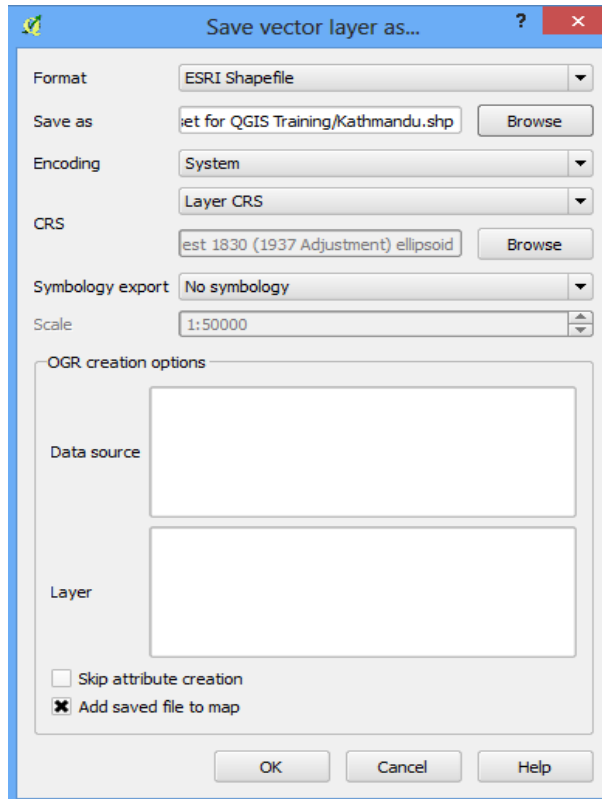 Save vector layer as...
?
×
Format
ESRI Shapefile
Save as
set for QGIS Training/Kathmandu.shp
Browse
Encoding
System
Layer CRS
CRS
est 1830 (1937 Adjustment) ellipsoid
Browse
Symbology export
No symbology
Scale
1:50000
OGR creation options
Data source
Layer
Skip attribute creation
Add saved file to map
OK
Cancel
Help